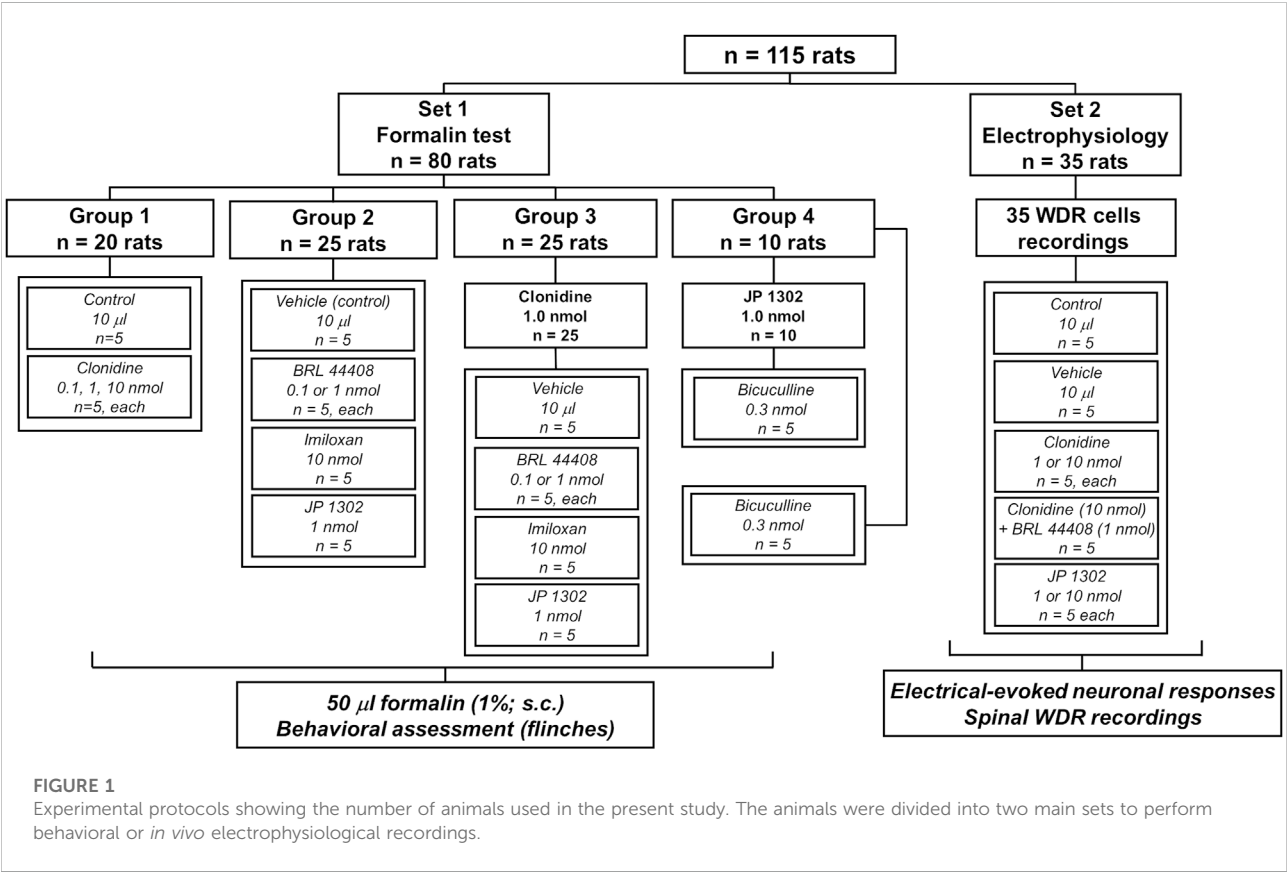 n = 115 rats
Set 1
Formalin test
n = 80 rats
Set 2
Electrophysiology
n = 35 rats
Group 1
n = 20 rats
Group 2
n = 25 rats
Group 3
n = 25 rats
Group 4
n = 10 rats
35 WDR cells
recordings
Control
10 µl
n=5
Clonidine
0.1, 1, 10 nmol
n=5, each
Vehicle (control)
10 µl
n = 5
BRL 44408
0.1 or 1 nmol
n = 5, each
Imiloxan
10 nmol
n = 5
JP 1302
1 nmol
n = 5
Clonidine
1.0 nmol
n = 25
Vehicle
10 µl
n = 5
BRL 44408
0.1 or 1 nmol
n = 5, each
Imiloxan
10 nmol
n = 5
JP 1302
1 nmol
n = 5
JP 1302
1.0 nmol
n = 10
Bicuculline
0.3 nmol
n = 5
Bicuculline
0.3 nmol
n = 5
Control
10 µl
n = 5
Vehicle
10 µl
n = 5
Clonidine
1 or 10 nmol
n = 5, each
Clonidine (10 nmol)
+ BRL 44408 (1 nmol)
n = 5
JP 1302
1 or 10 nmol
n = 5 each
50 µl formalin (1%; s.c.)
Behavioral assessment (flinches)
Electrical-evoked neuronal responses
Spinal WDR recordings
FIGURE 1
Experimental protocols showing the number of animals used in the present study. The animals were divided into two main sets to perform
behavioral or in vivo electrophysiological recordings.